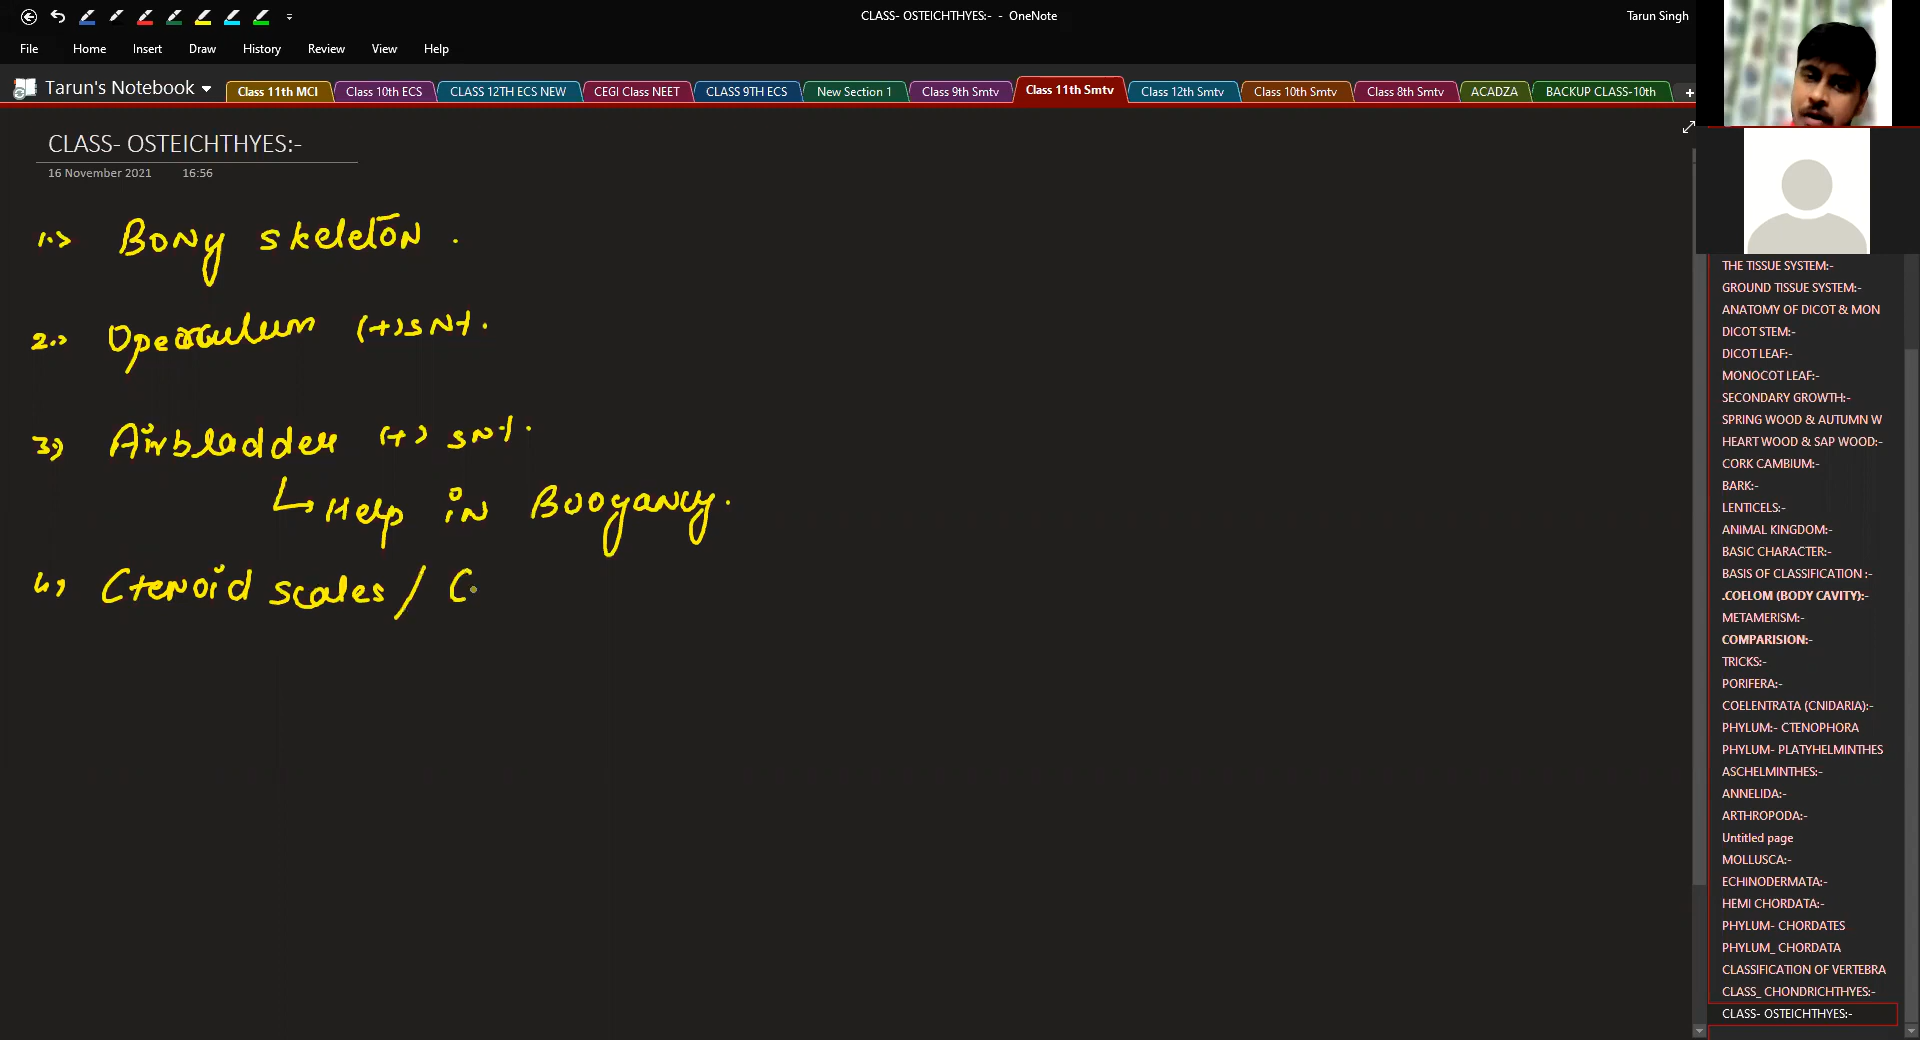 CLASS- OSTEICHTHYES:- - OneNote
Tarun Singh
File Home Insert Draw History Review View Help
Tarun's Notebook
Class 11th MCI Class 10th ECS CLASS 12TH ECS NEW CEGI Class NEET CLASS 9TH ECS New Section 1 Class 9th Smtv Class 11th Smtv Class 12th Smtv Class 10th Smtv Class 8th Smtv ACADZA BACKUP CLASS-10th +
CLASS- OSTEICHTHYES:-
16 November 2021 16:56
1.> Bony skeleton .
2.> Operculum (+)snt.
3) Airbladder (+) snt.
↳ Help in Buoyancy.
4) Ctenoid scales / C
THE TISSUE SYSTEM:-
GROUND TISSUE SYSTEM:-
ANATOMY OF DICOT & MON
DICOT STEM:-
DICOT LEAF:-
MONOCOT LEAF:-
SECONDARY GROWTH:-
SPRING WOOD & AUTUMN W
HEART WOOD & SAP WOOD:-
CORK CAMBIUM:-
BARK:-
LENTICELS:-
ANIMAL KINGDOM:-
BASIC CHARACTER:-
BASIS OF CLASSIFICATION :-
.COELOM (BODY CAVITY):-
METAMERISM:-
COMPARISION:-
TRICKS:-
PORIFERA:-
COELENTRATA (CNIDARIA):-
PHYLUM:- CTENOPHORA
PHYLUM- PLATYHELMINTHES
ASCHELMINTHES:-
ANNELIDA:-
ARTHROPODA:-
Untitled page
MOLLUSCA:-
ECHINODERMATA:-
HEMI CHORDATA:-
PHYLUM- CHORDATES
PHYLUM_ CHORDATA
CLASSIFICATION OF VERTEBRA
CLASS_ CHONDRICHTHYES:-
CLASS- OSTEICHTHYES:-